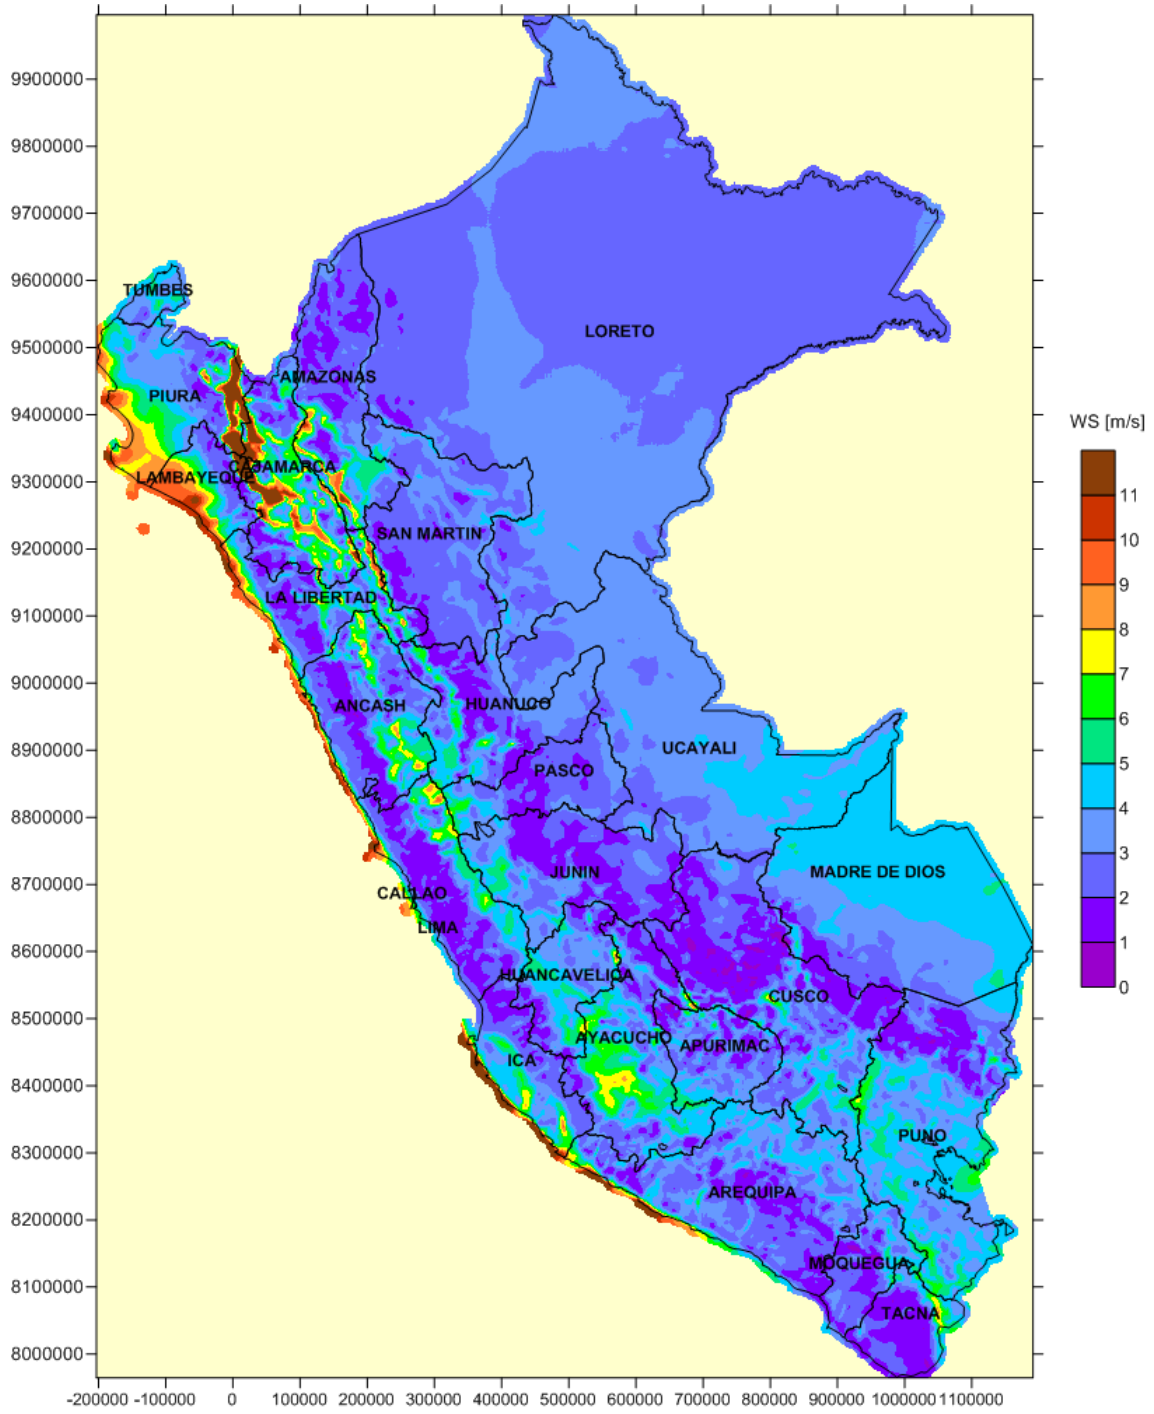 9900000
9800000
9700000
9600000
9500000
9400000
9300000
9200000
9100000
9000000
8900000
8800000
8700000
8600000
8500000
8400000
8300000
8200000
8100000
8000000
TUMBES
LORETO
AMAZONAS
PIURA
CAJAMARCA
LAMBAYEQUE
SAN MARTIN
LA LIBERTAD
ANCASH
HUANUCO
UCAYALI
PASCO
JUNIN
MADRE DE DIOS
CALLAO
LIMA
HUANCAVELICA
CUSCO
AYACUCHO
APURIMAC
ICA
PUNO
AREQUIPA
MOQUEGUA
TACNA
WS [m/s]
11
10
9
8
7
6
5
4
3
2
1
0
-200000 -100000 0 100000 200000 300000 400000 500000 600000 700000 800000 900000 1000000 1100000